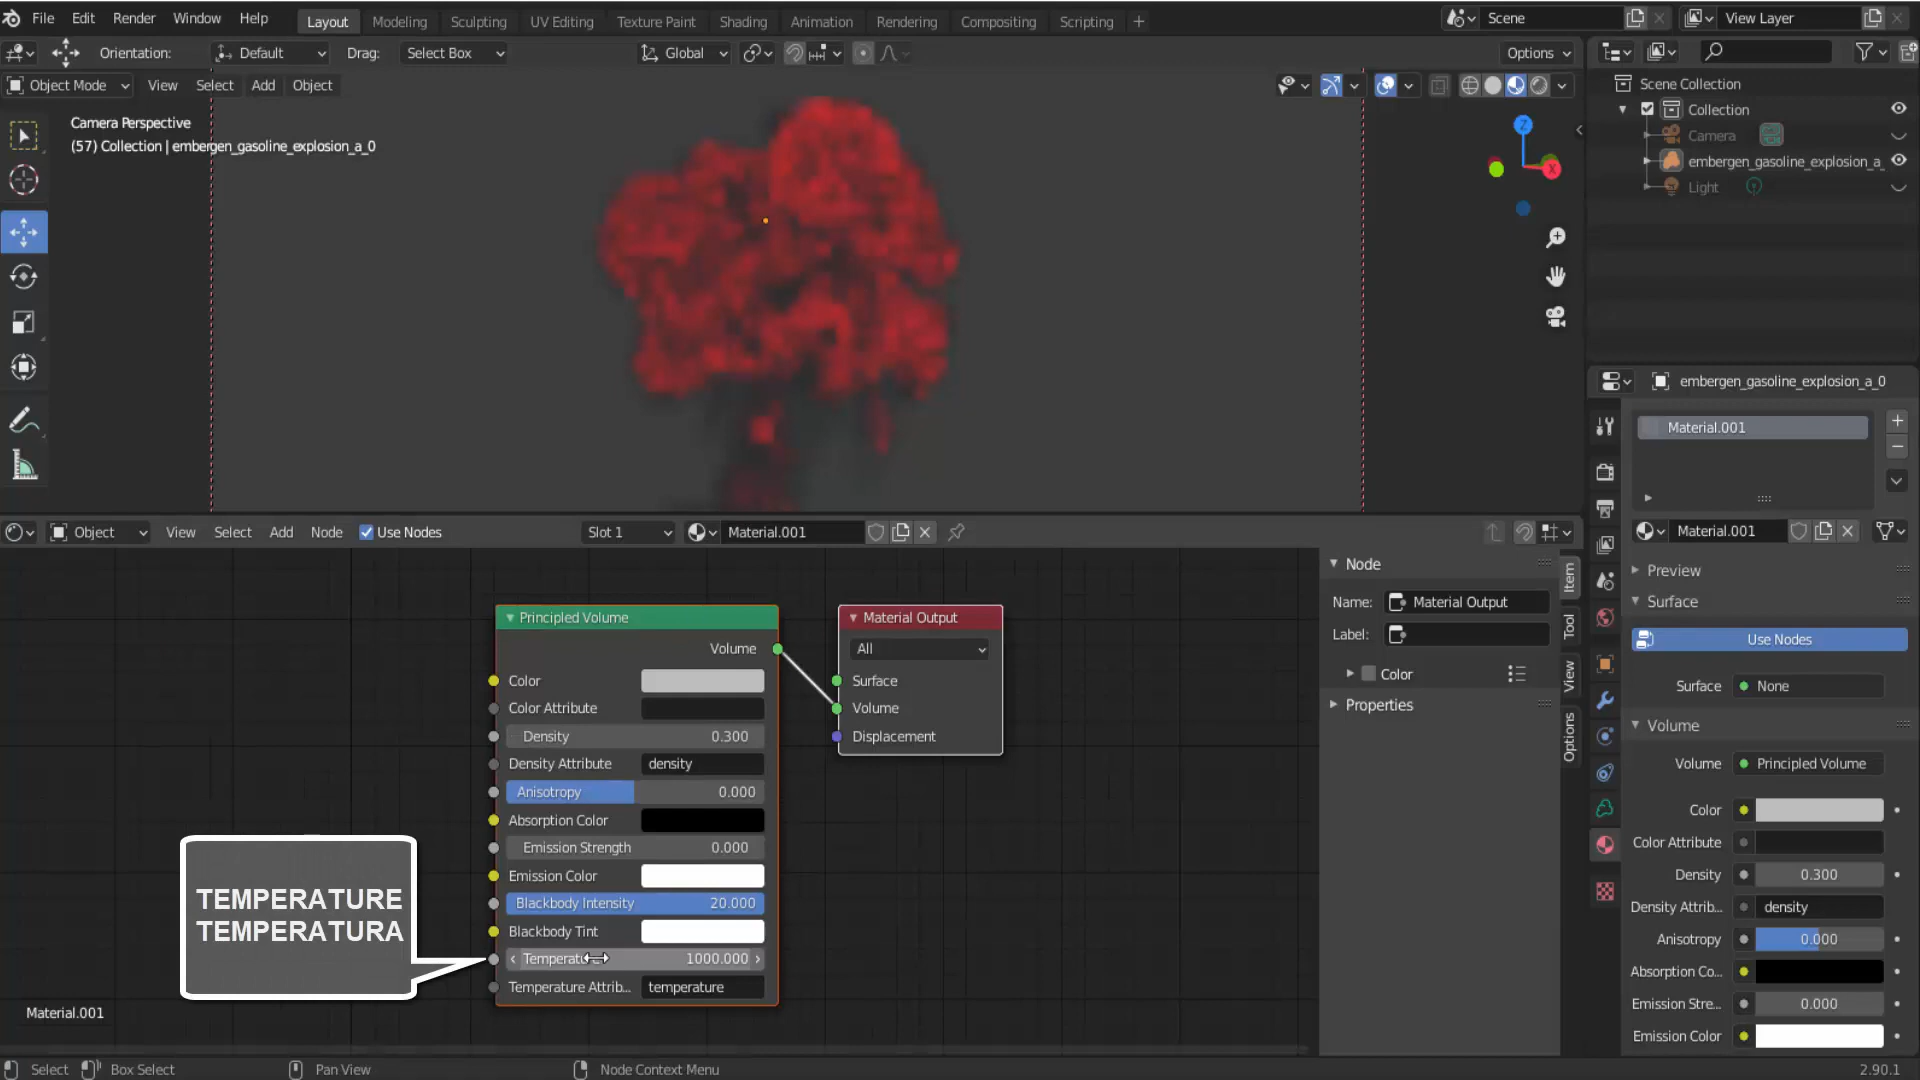 File Edit Render Window Help Layout Modeling Sculpting UV Editing Texture Paint Shading Animation Rendering Compositing Scripting + Scene View Layer
Orientation: Default Drag: Select Box Global Options
Object Mode View Select Add Object
Camera Perspective
(57) Collection | embergen_gasoline_explosion_a_0
Z
X
Scene Collection
Collection
Camera
embergen_gasoline_explosion_a_
Light
embergen_gasoline_explosion_a_0
Material.001
Material.001
Preview
Surface
Use Nodes
Surface None
Volume
Volume Principled Volume
Color
Color Attribute
Density 0.300
Density Attrib... density
Anisotropy 0.000
Absorption Co...
Emission Stre... 0.000
Emission Color
Object View Select Add Node Use Nodes Slot 1 Material.001
Principled Volume
Volume
Color
Color Attribute
Density 0.300
Density Attribute density
Anisotropy 0.000
Absorption Color
Emission Strength 0.000
Emission Color
Blackbody Intensity 20.000
Blackbody Tint
Temperature 1000.000
Temperature Attrib... temperature
Material Output
All
Surface
Volume
Displacement
TEMPERATURE
TEMPERATURA
Material.001
Node
Name: Material Output
Label:
Color
Properties
Item
Tool
View
Options
Select Box Select Pan View Node Context Menu 2.90.1